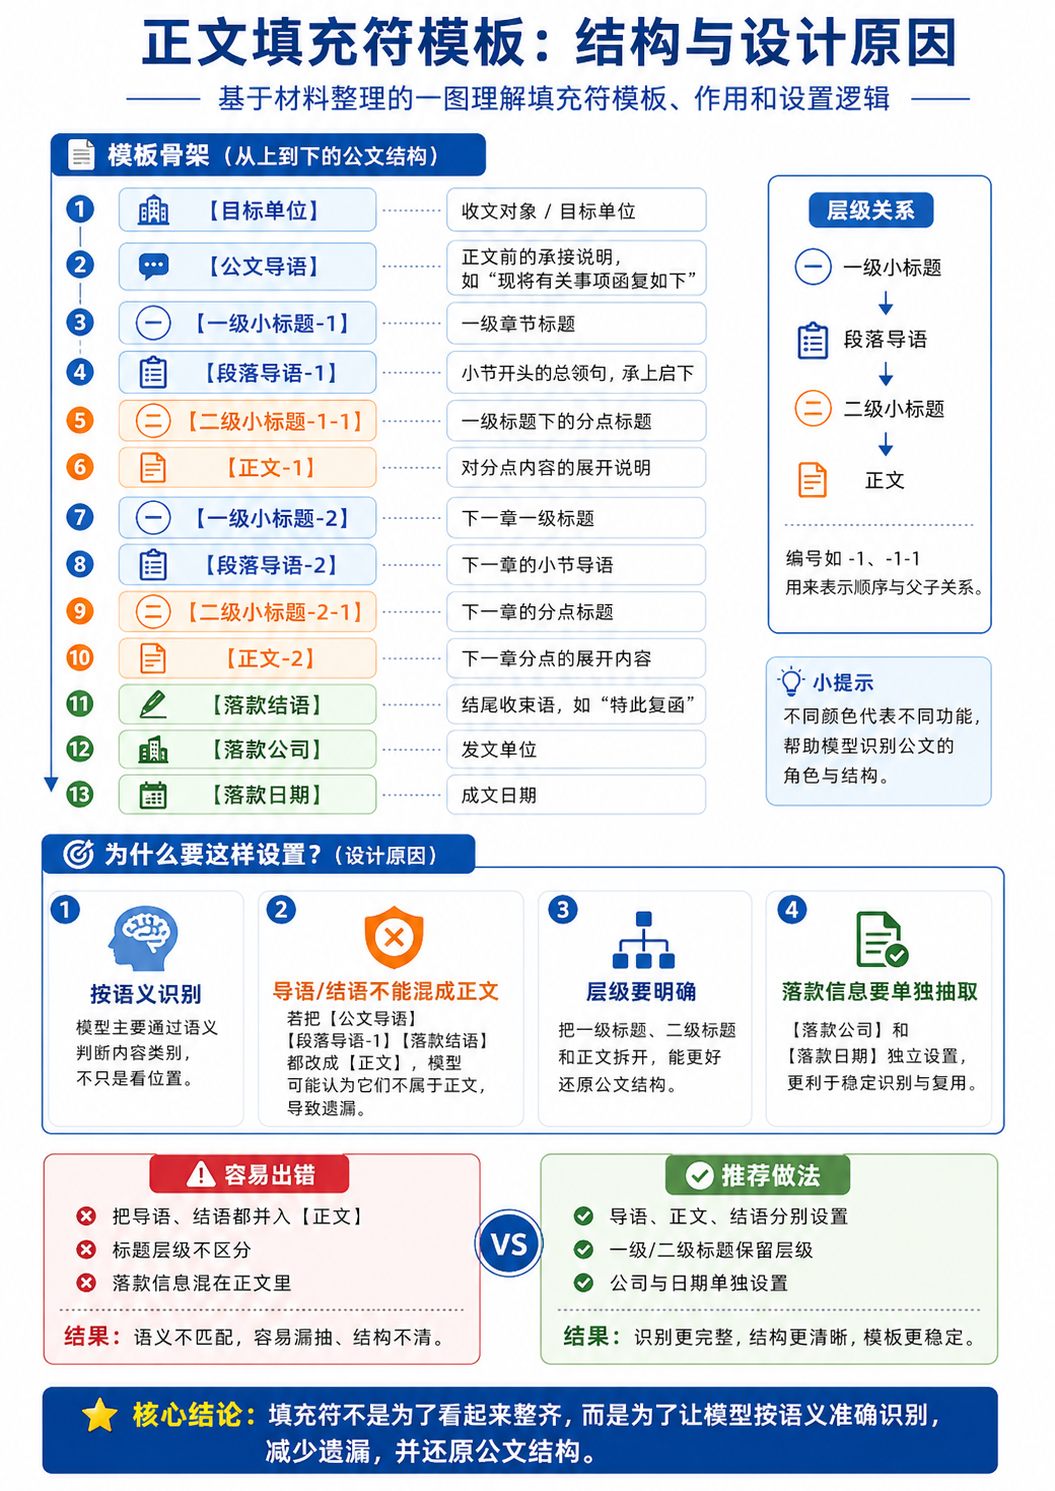 正文填充符模板：结构与设计原因
基于材料整理的一图理解填充符模板、作用和设置逻辑
模板骨架（从上到下的公文结构）
1 【目标单位】 收文对象 / 目标单位
2 【公文导语】 正文前的承接说明，
如“现将有关事项函复如下”
3 【一级小标题-1】 一级章节标题
4 【段落导语-1】 小节开头的总领句，承上启下
5 【二级小标题-1-1】 一级标题下的分点标题
6 【正文-1】 对分点内容的展开说明
7 【一级小标题-2】 下一章一级标题
8 【段落导语-2】 下一章的小节导语
9 【二级小标题-2-1】 下一章的分点标题
10 【正文-2】 下一章分点的展开内容
11 【落款结语】 结尾收束语，如“特此复函”
12 【落款公司】 发文单位
13 【落款日期】 成文日期
层级关系
一 一级小标题
段落导语
二 二级小标题
正文
编号如 -1、-1-1
用来表示顺序与父子关系。
小提示
不同颜色代表不同功能，
帮助模型识别公文的
角色与结构。
为什么要这样设置？（设计原因）
1
按语义识别
模型主要通过语义
判断内容类别，
不只是看位置。
2
导语/结语不能混成正文
若把【公文导语】
【段落导语-1】【落款结语】
都改成【正文】，模型
可能认为它们不属于正文，
导致遗漏。
3
层级要明确
把一级标题、二级标题
和正文拆开，能更好
还原公文结构。
4
落款信息要单独抽取
【落款公司】和
【落款日期】独立设置，
更利于稳定识别与复用。
容易出错
把导语、结语都并入【正文】
标题层级不区分
落款信息混在正文里
结果：语义不匹配，容易漏抽、结构不清。
VS
推荐做法
导语、正文、结语分别设置
一级/二级标题保留层级
公司与日期单独设置
结果：识别更完整，结构更清晰，模板更稳定。
核心结论：填充符不是为了看起来整齐，而是为了让模型按语义准确识别，
减少遗漏，并还原公文结构。